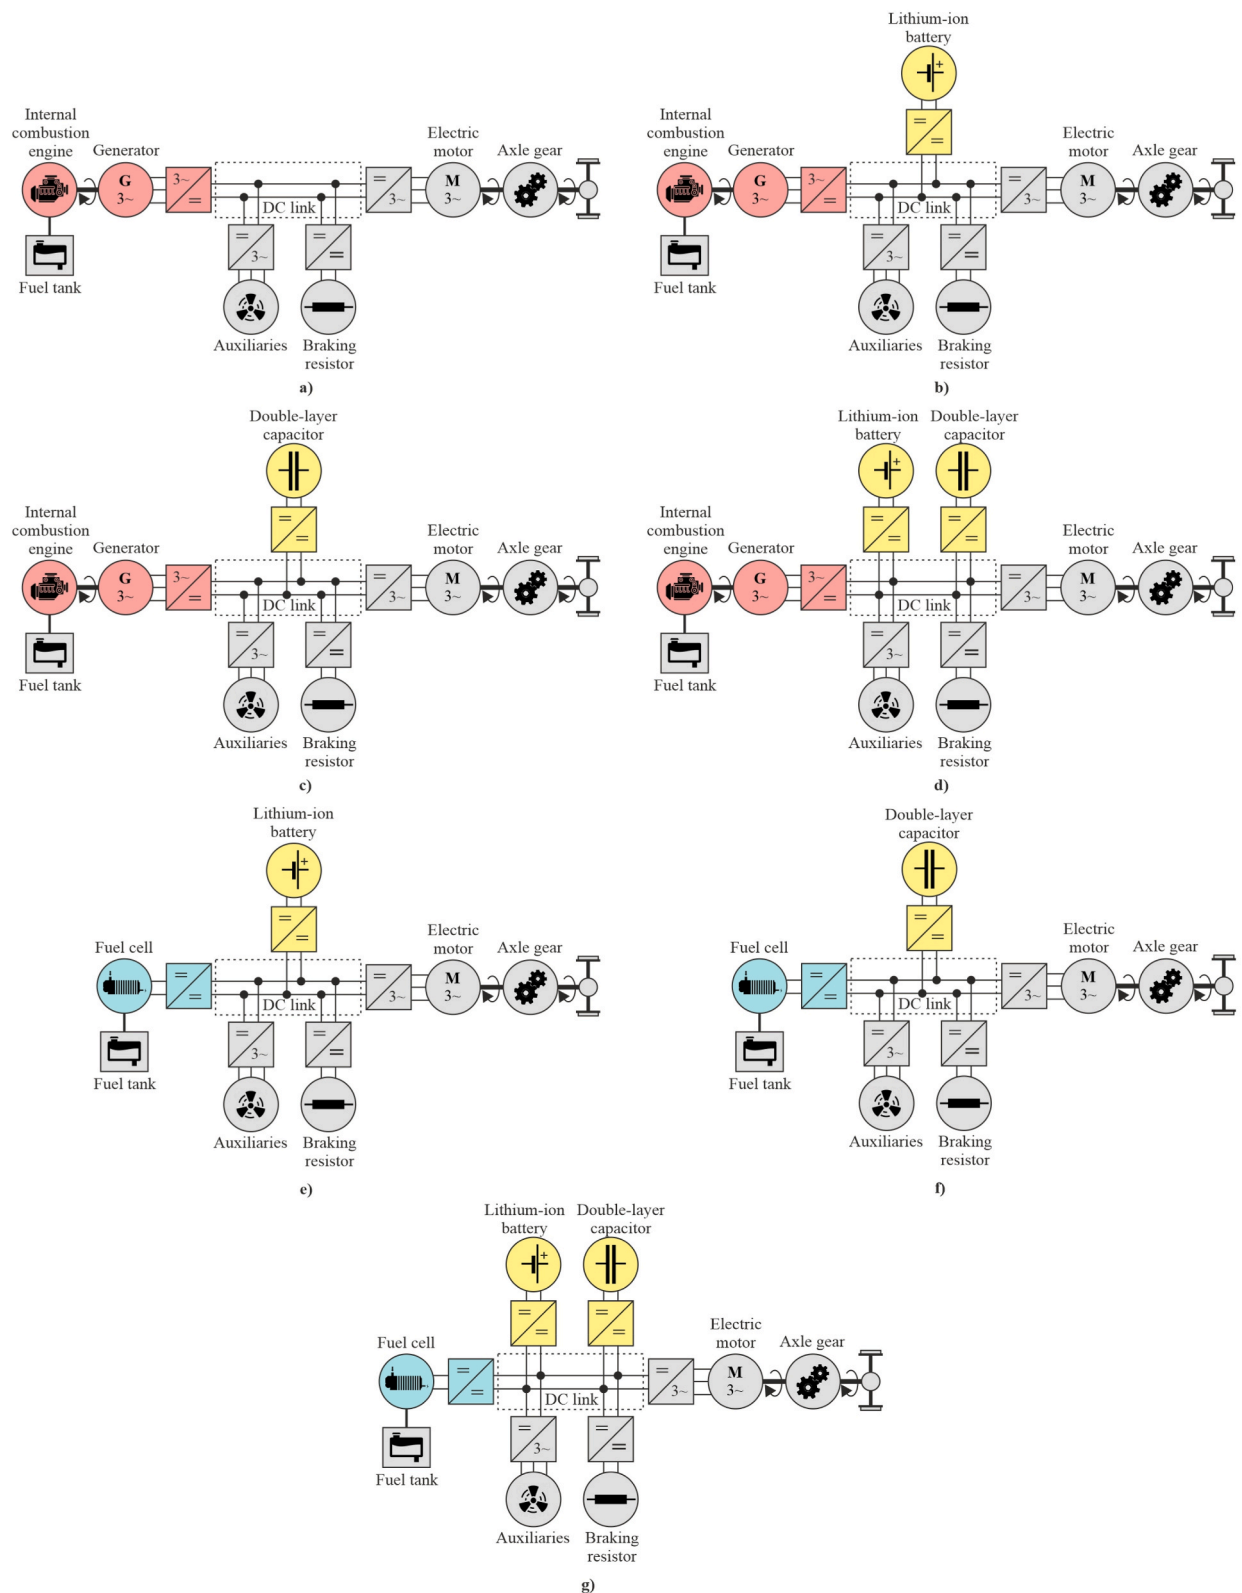 Internal
combustion
engine
Generator
Electric
motor
Axle gear
G
3~
3~
3~
M
3~
DC link
3~
Fuel tank
Auxiliaries
Braking
resistor
a)
Lithium-ion
battery
+
Internal
combustion
engine
Generator
Electric
motor
Axle gear
G
3~
3~
3~
M
3~
DC link
3~
Fuel tank
Auxiliaries
Braking
resistor
b)
Double-layer
capacitor
Internal
combustion
engine
Generator
Electric
motor
Axle gear
G
3~
3~
3~
M
3~
DC link
3~
Fuel tank
Auxiliaries
Braking
resistor
c)
Lithium-ion
battery
Double-layer
capacitor
+
Internal
combustion
engine
Generator
Electric
motor
Axle gear
G
3~
3~
3~
M
3~
DC link
3~
Fuel tank
Auxiliaries
Braking
resistor
d)
Lithium-ion
battery
+
Fuel cell
Electric
motor
Axle gear
3~
M
3~
DC link
3~
Fuel tank
Auxiliaries
Braking
resistor
e)
Double-layer
capacitor
Fuel cell
Electric
motor
Axle gear
3~
M
3~
DC link
3~
Fuel tank
Auxiliaries
Braking
resistor
f)
Lithium-ion
battery
Double-layer
capacitor
+
Fuel cell
Electric
motor
Axle gear
3~
M
3~
DC link
3~
Fuel tank
Auxiliaries
Braking
resistor
g)